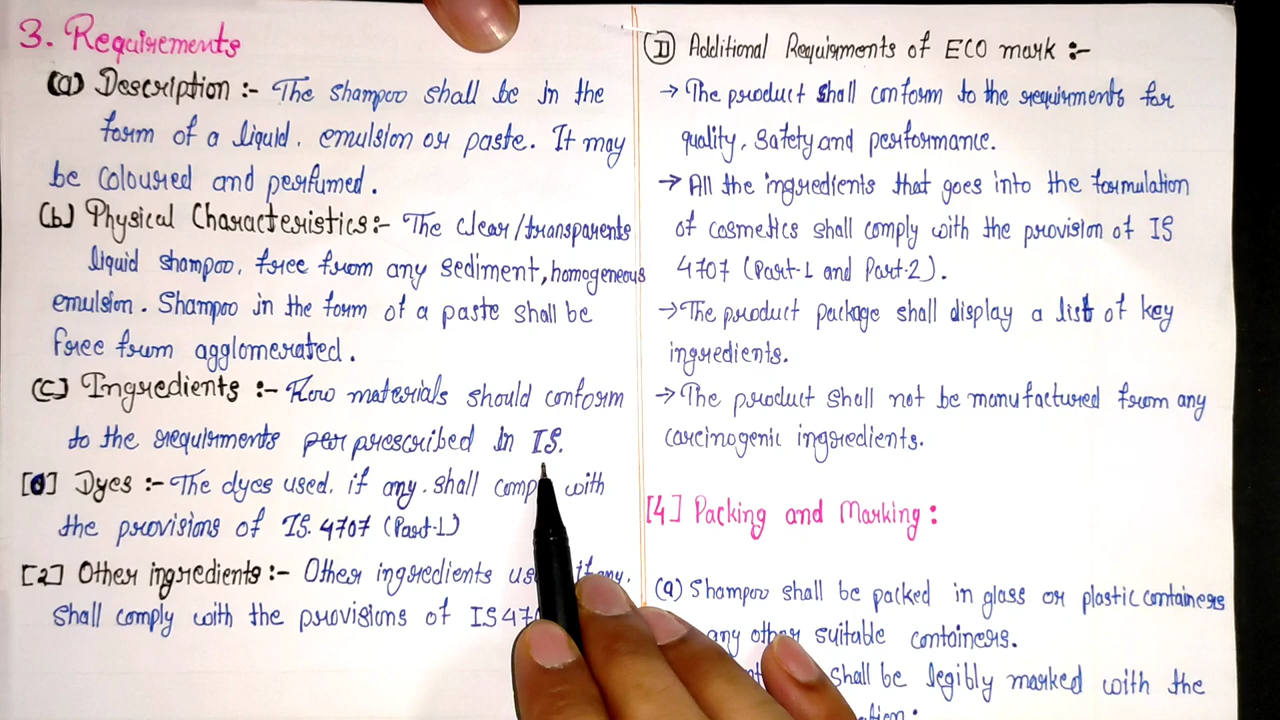 3. Requirements
(a) Description :- The shampoo shall be in the
form of a liquid, emulsion or paste. It may
be coloured and perfumed.
(b) Physical Characteristics:- The clear/transparents
liquid shampoo, free from any sediment, homogeneous
emulsion. Shampoo in the form of a paste shall be
free from agglomerated.
(C) Ingredients :- Raw materials should conform
to the requirments prescribed in IS.
Dyes :- The dyes used, if any, shall comp with
the provisions of IS. 4707 (Part-1)
[2] Other ingredients :- Other ingredients us if any,
shall comply with the provisions of IS 47
(D) Additional Requirments of ECO mark :-
→ The product shall conform to the requirments for
quality, safety and performance.
→ All the ingredients that goes into the formulation
of cosmetics shall comply with the provision of IS
4707 (Part-1 and Part-2).
→ The product package shall display a list of key
ingredients.
→ The product shall not be manufactured from any
carcinogenic ingredients.
[4] Packing and Marking :
(a) Shampoo shall be packed in glass or plastic containers
any other suitable containers.
shall be legibly marked with the